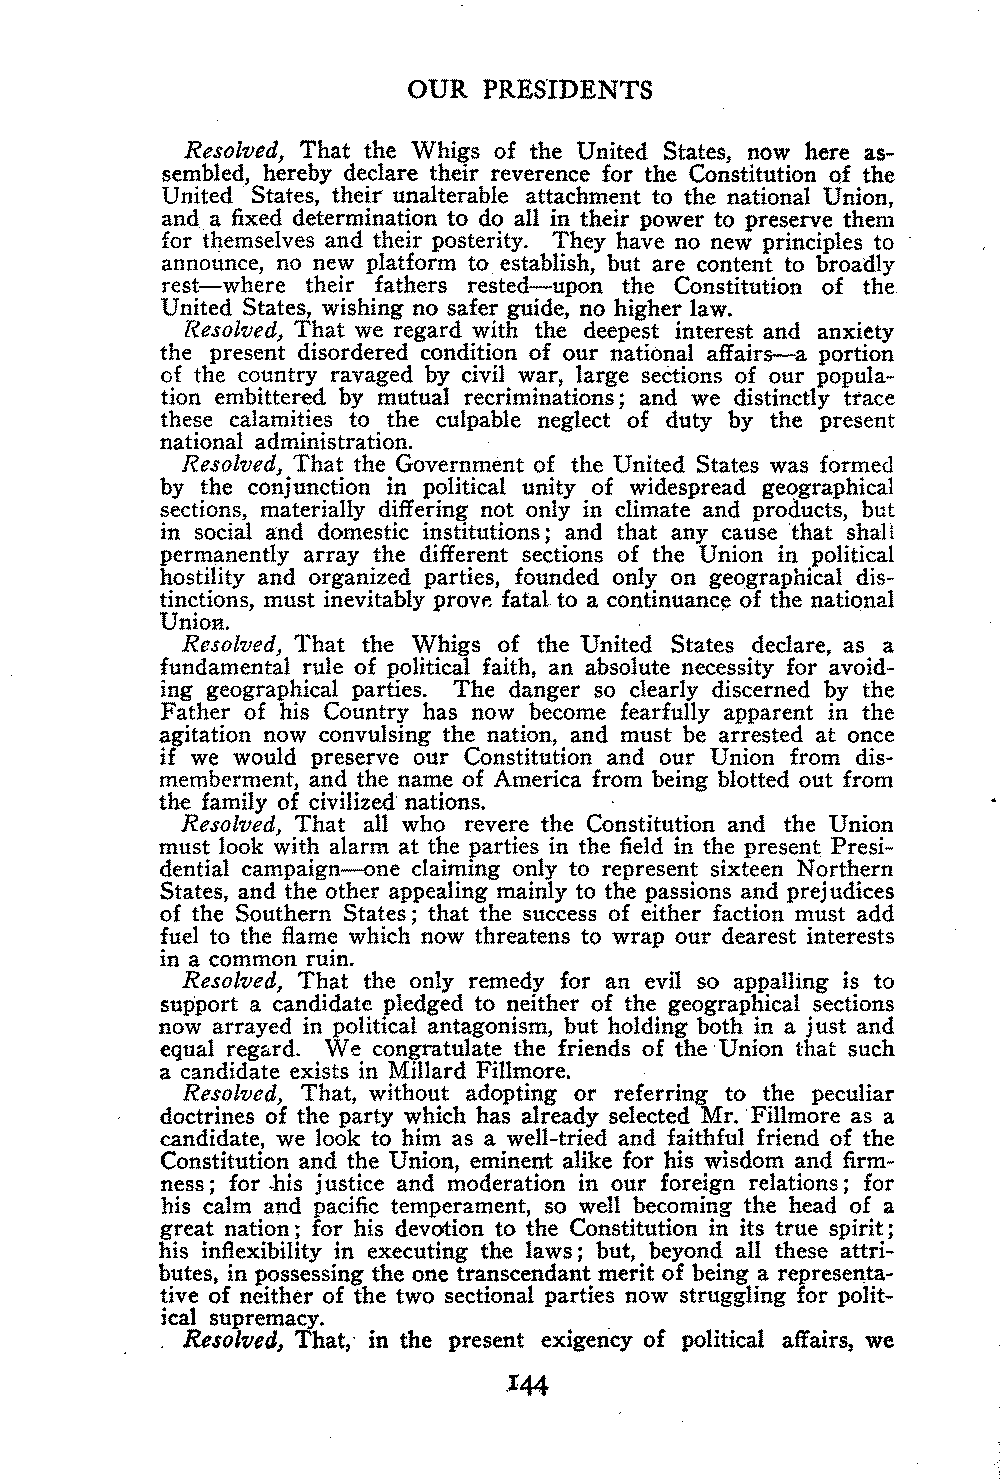 OUR PRESIDENTS
Resolved, That the Whigs of the United States, now here as-
sembled, hereby declare their reverence for the Constitution of the
United States, their unalterable attachment to the national Union,
and a fixed determination to do all in their power to preserve them
for themselves and their posterity. They have no new principles to
announce, no new platform to establish, but are content to broadly
rest—where their fathers rested—upon the Constitution of the
United States, wishing no safer guide, no higher law.
Resolved, That we regard with the deepest interest and anxiety
the present disordered condition of our national affairs—a portion
of the country ravaged by civil war, large sections of our popula-
tion embittered by mutual recriminations; and we distinctly trace
these calamities to the culpable neglect of duty by the present
national administration.
Resolved, That the Government of the United States was formed
by the conjunction in political unity of widespread geographical
sections, materially differing not only in climate and products, but
in social and domestic institutions; and that any cause that shall
permanently array the different sections of the Union in political
hostility and organized parties, founded only on geographical dis-
tinctions, must inevitably prove fatal to a continuance of the national
Union.
Resolved, That the Whigs of the United States declare, as a
fundamental rule of political faith, an absolute necessity for avoid-
ing geographical parties. The danger so clearly discerned by the
Father of his Country has now become fearfully apparent in the
agitation now convulsing the nation, and must be arrested at once
if we would preserve our Constitution and our Union from dis-
memberment, and the name of America from being blotted out from
the family of civilized nations.
Resolved, That all who revere the Constitution and the Union
must look with alarm at the parties in the field in the present Presi-
dential campaign—one claiming only to represent sixteen Northern
States, and the other appealing mainly to the passions and prejudices
of the Southern States; that the success of either faction must add
fuel to the flame which now threatens to wrap our dearest interests
in a common ruin.
Resolved, That the only remedy for an evil so appalling is to
support a candidate pledged to neither of the geographical sections
now arrayed in political antagonism, but holding both in a just and
equal regard. We congratulate the friends of the Union that such
a candidate exists in Millard Fillmore.
Resolved, That, without adopting or referring to the peculiar
doctrines of the party which has already selected Mr. Fillmore as a
candidate, we look to him as a well-tried and faithful friend of the
Constitution and the Union, eminent alike for his wisdom and firm-
ness; for his justice and moderation in our foreign relations; for
his calm and pacific temperament, so well becoming the head of a
great nation; for his devotion to the Constitution in its true spirit;
his inflexibility in executing the laws; but, beyond all these attri-
butes, in possessing the one transcendant merit of being a representa-
tive of neither of the two sectional parties now struggling for polit-
ical supremacy.
Resolved, That, in the present exigency of political affairs, we
144